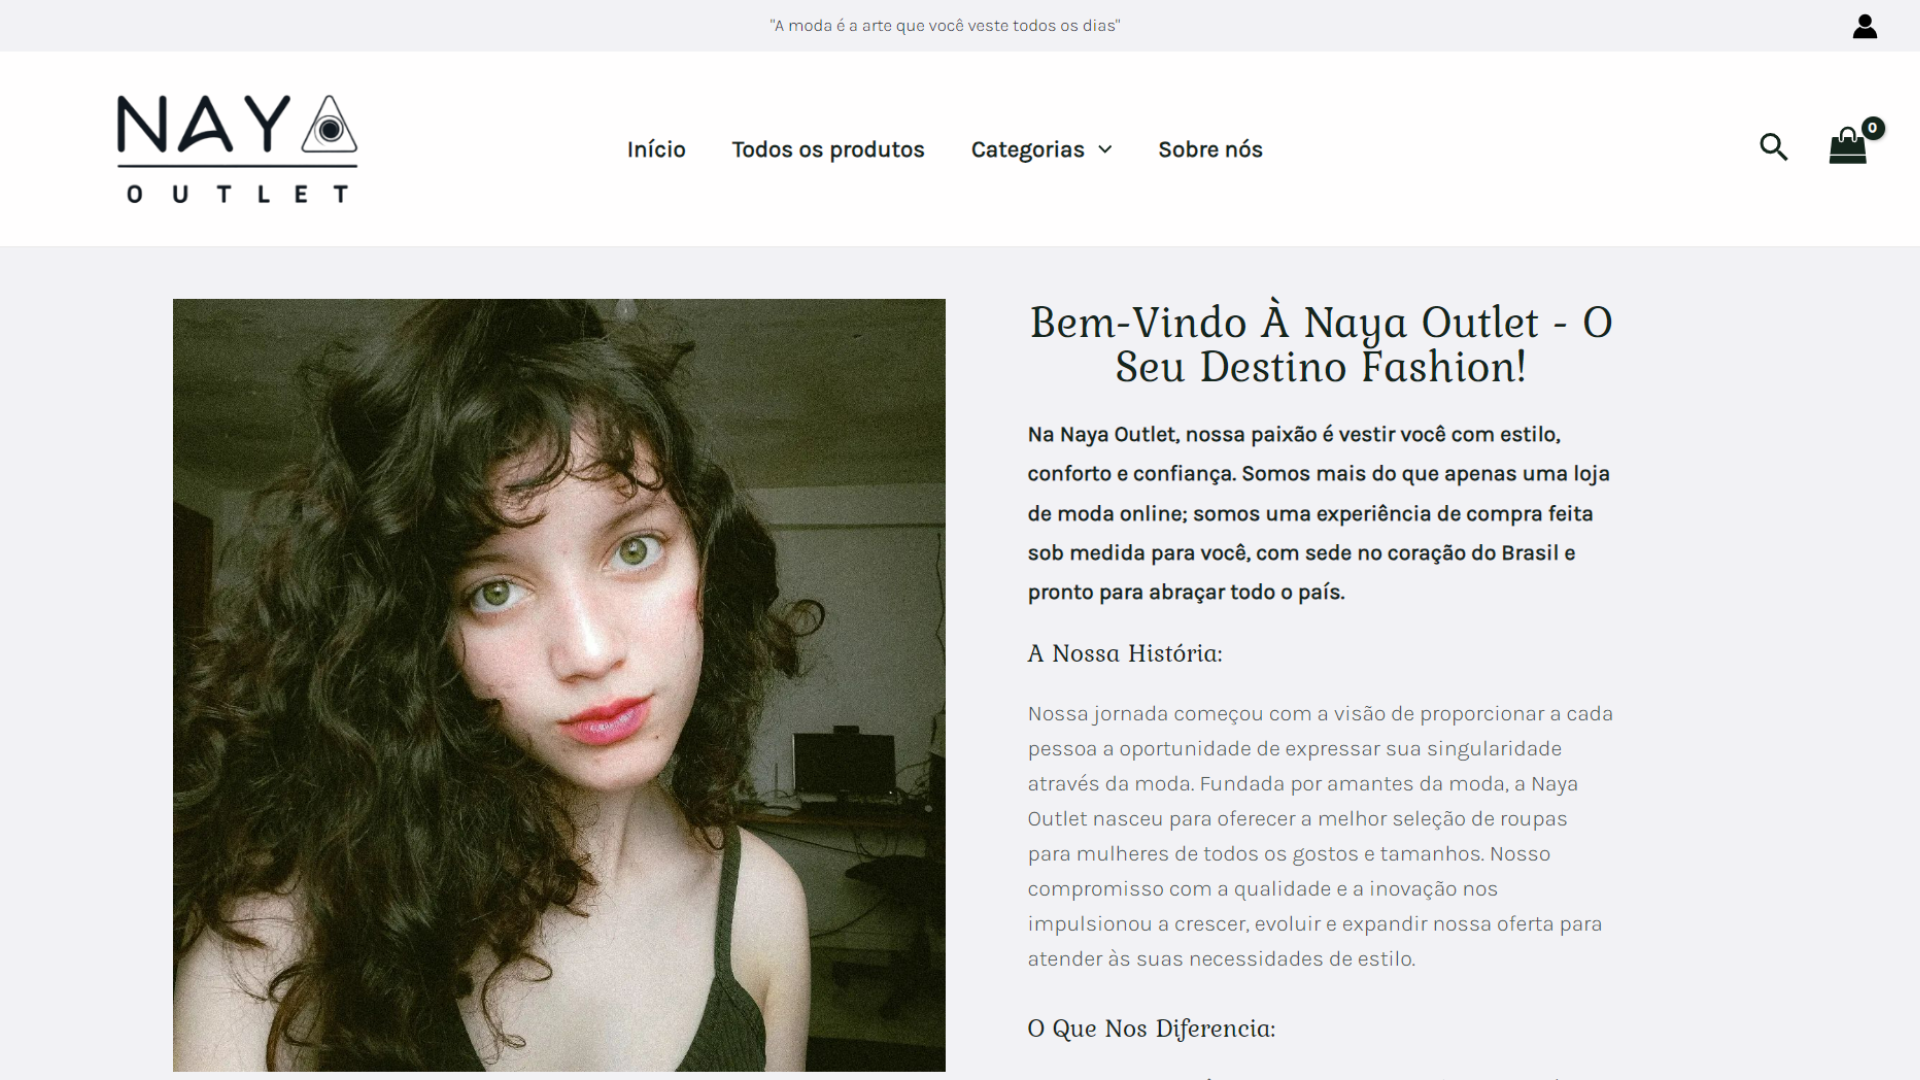 "A moda é a arte que você veste todos os dias"
NAYA
OUTLET
Início
Todos os produtos
Categorias
Sobre nós
0
Bem-Vindo À Naya Outlet - O
Seu Destino Fashion!
Na Naya Outlet, nossa paixão é vestir você com estilo,
conforto e confiança. Somos mais do que apenas uma loja
de moda online; somos uma experiência de compra feita
sob medida para você, com sede no coração do Brasil e
pronto para abraçar todo o país.
A Nossa História:
Nossa jornada começou com a visão de proporcionar a cada
pessoa a oportunidade de expressar sua singularidade
através da moda. Fundada por amantes da moda, a Naya
Outlet nasceu para oferecer a melhor seleção de roupas
para mulheres de todos os gostos e tamanhos. Nosso
compromisso com a qualidade e a inovação nos
impulsionou a crescer, evoluir e expandir nossa oferta para
atender às suas necessidades de estilo.
O Que Nos Diferencia: